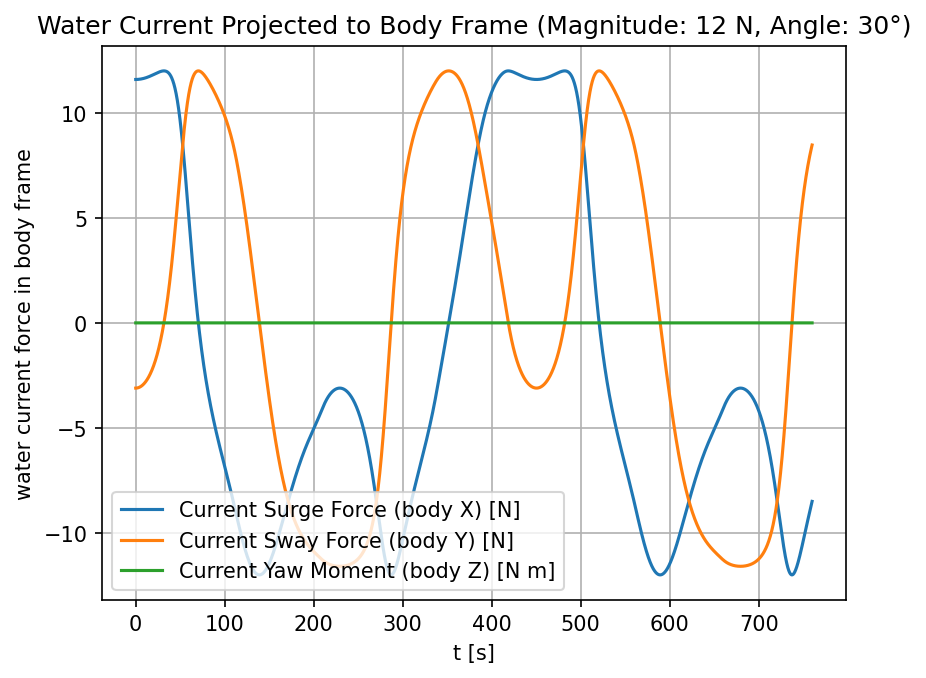 Water Current Projected to Body Frame (Magnitude: 12 N, Angle: 30°)
water current force in body frame
10
5
0
−5
−10
Current Surge Force (body X) [N]
Current Sway Force (body Y) [N]
Current Yaw Moment (body Z) [N m]
0 100 200 300 400 500 600 700
t [s]